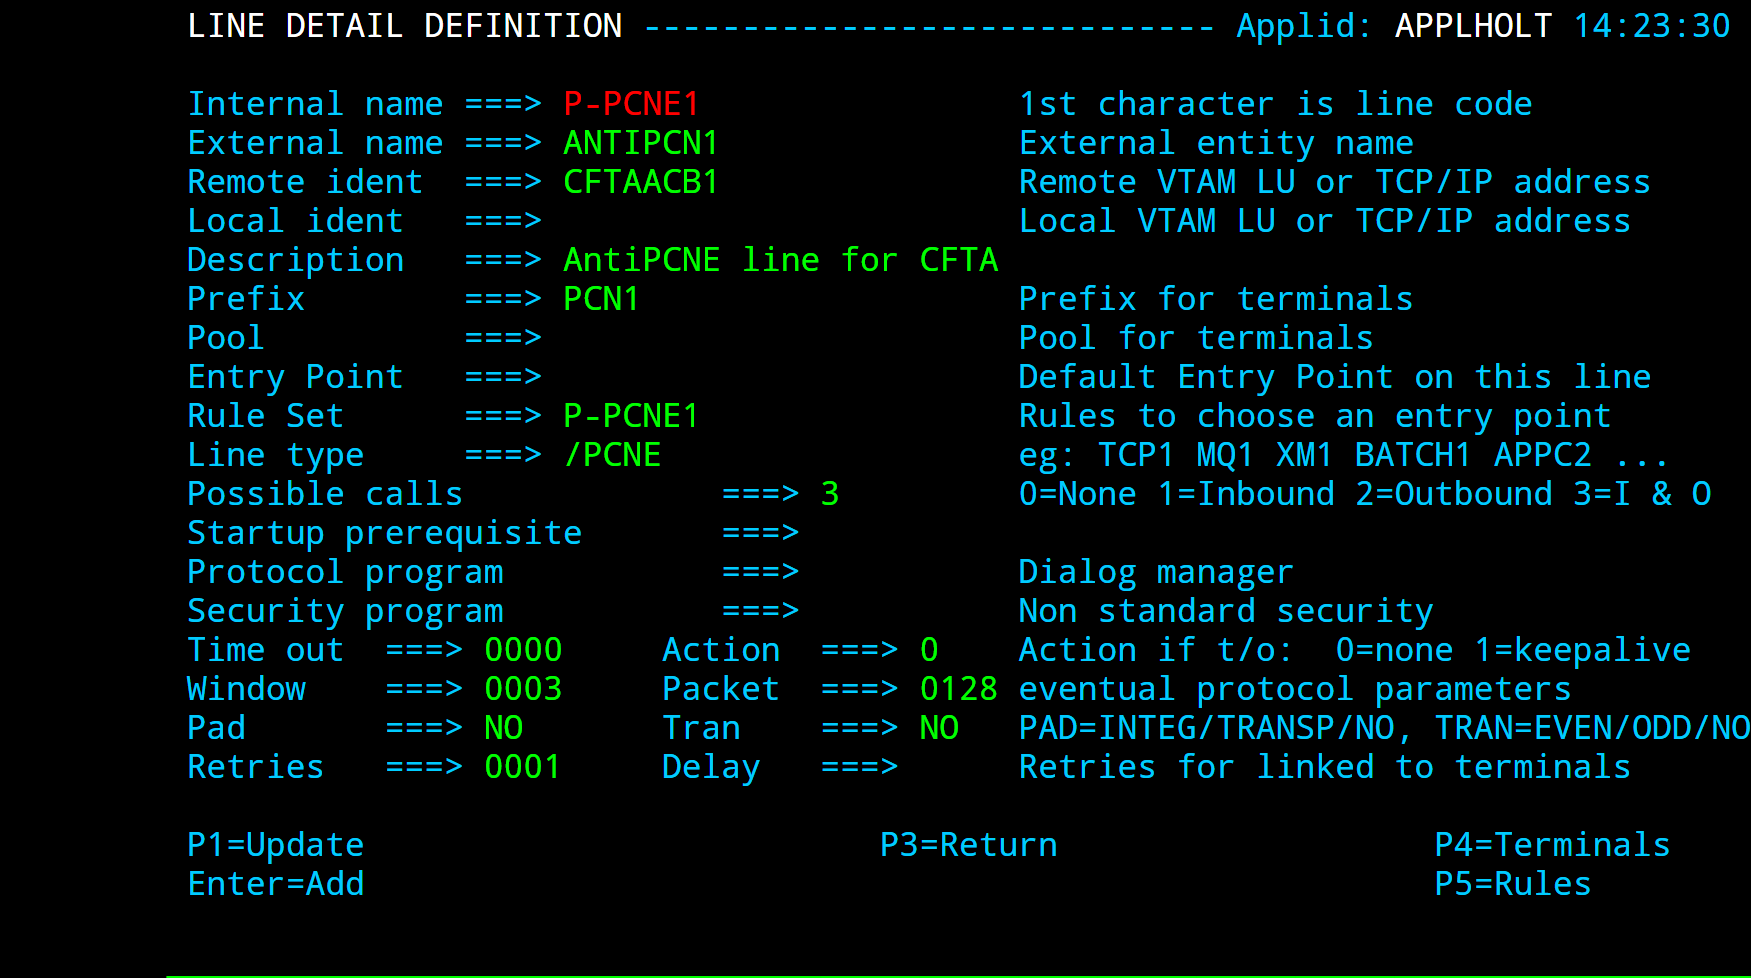 LINE DETAIL DEFINITION ----------------------------- Applid: APPLHOLT 14:23:30
Internal name ===> P-PCNE1 1st character is line code
External name ===> ANTIPCN1 External entity name
Remote ident ===> CFTAACB1 Remote VTAM LU or TCP/IP address
Local ident ===> Local VTAM LU or TCP/IP address
Description ===> AntiPCNE line for CFTA
Prefix ===> PCN1 Prefix for terminals
Pool ===> Pool for terminals
Entry Point ===> Default Entry Point on this line
Rule Set ===> P-PCNE1 Rules to choose an entry point
Line type ===> /PCNE eg: TCP1 MQ1 XM1 BATCH1 APPC2 ...
Possible calls ===> 3 0=None 1=Inbound 2=Outbound 3=I & O
Startup prerequisite ===>
Protocol program ===> Dialog manager
Security program ===> Non standard security
Time out ===> 0000 Action ===> 0 Action if t/o: 0=none 1=keepalive
Window ===> 0003 Packet ===> 0128 eventual protocol parameters
Pad ===> NO Tran ===> NO PAD=INTEG/TRANSP/NO, TRAN=EVEN/ODD/NO
Retries ===> 0001 Delay ===> Retries for linked to terminals
P1=Update P3=Return P4=Terminals
Enter=Add P5=Rules